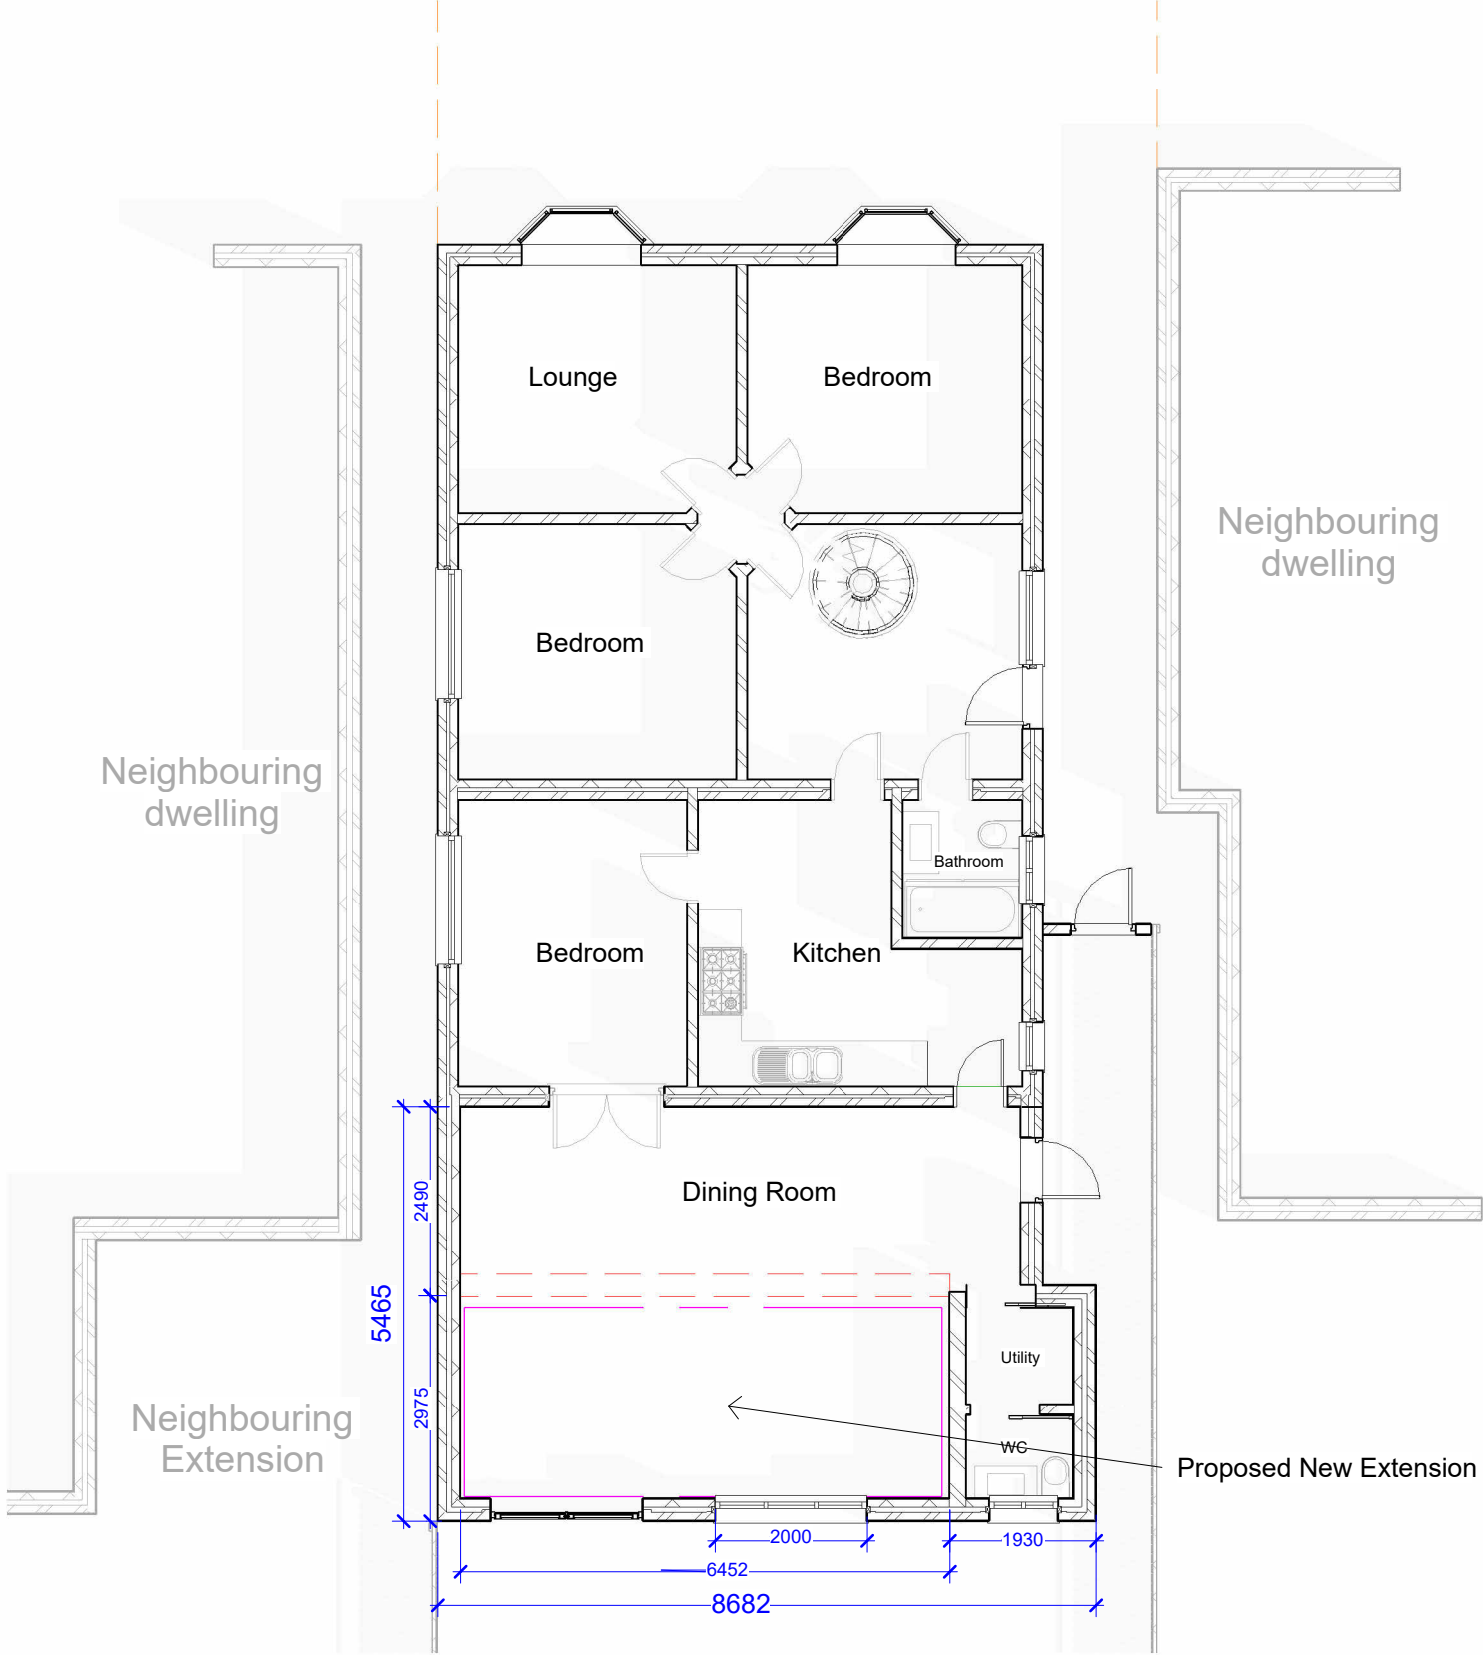 Lounge
Bedroom
Neighbouring
dwelling
Bedroom
Neighbouring
dwelling
Bathroom
Bedroom
Kitchen
Dining Room
2490
5465
2975
Utility
Neighbouring
Extension
WC
Proposed New Extension
2000
1930
6452
8682